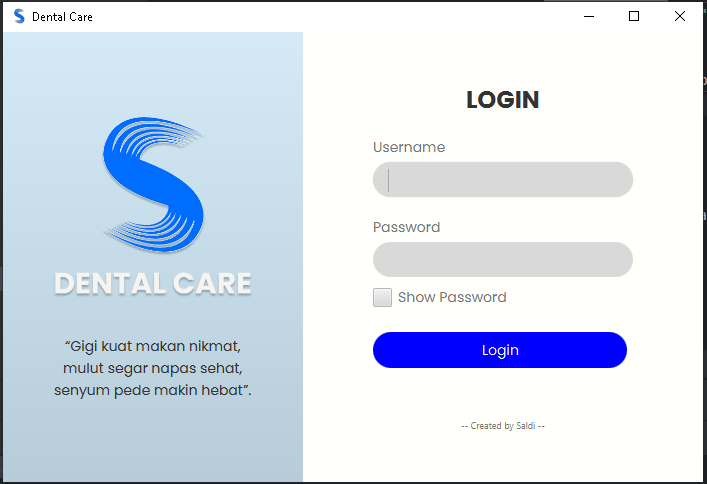 Dental Care
DENTAL CARE
“Gigi kuat makan nikmat,
mulut segar napas sehat,
senyum pede makin hebat”.
LOGIN
Username
Password
Show Password
Login
-- Created by Saldi --